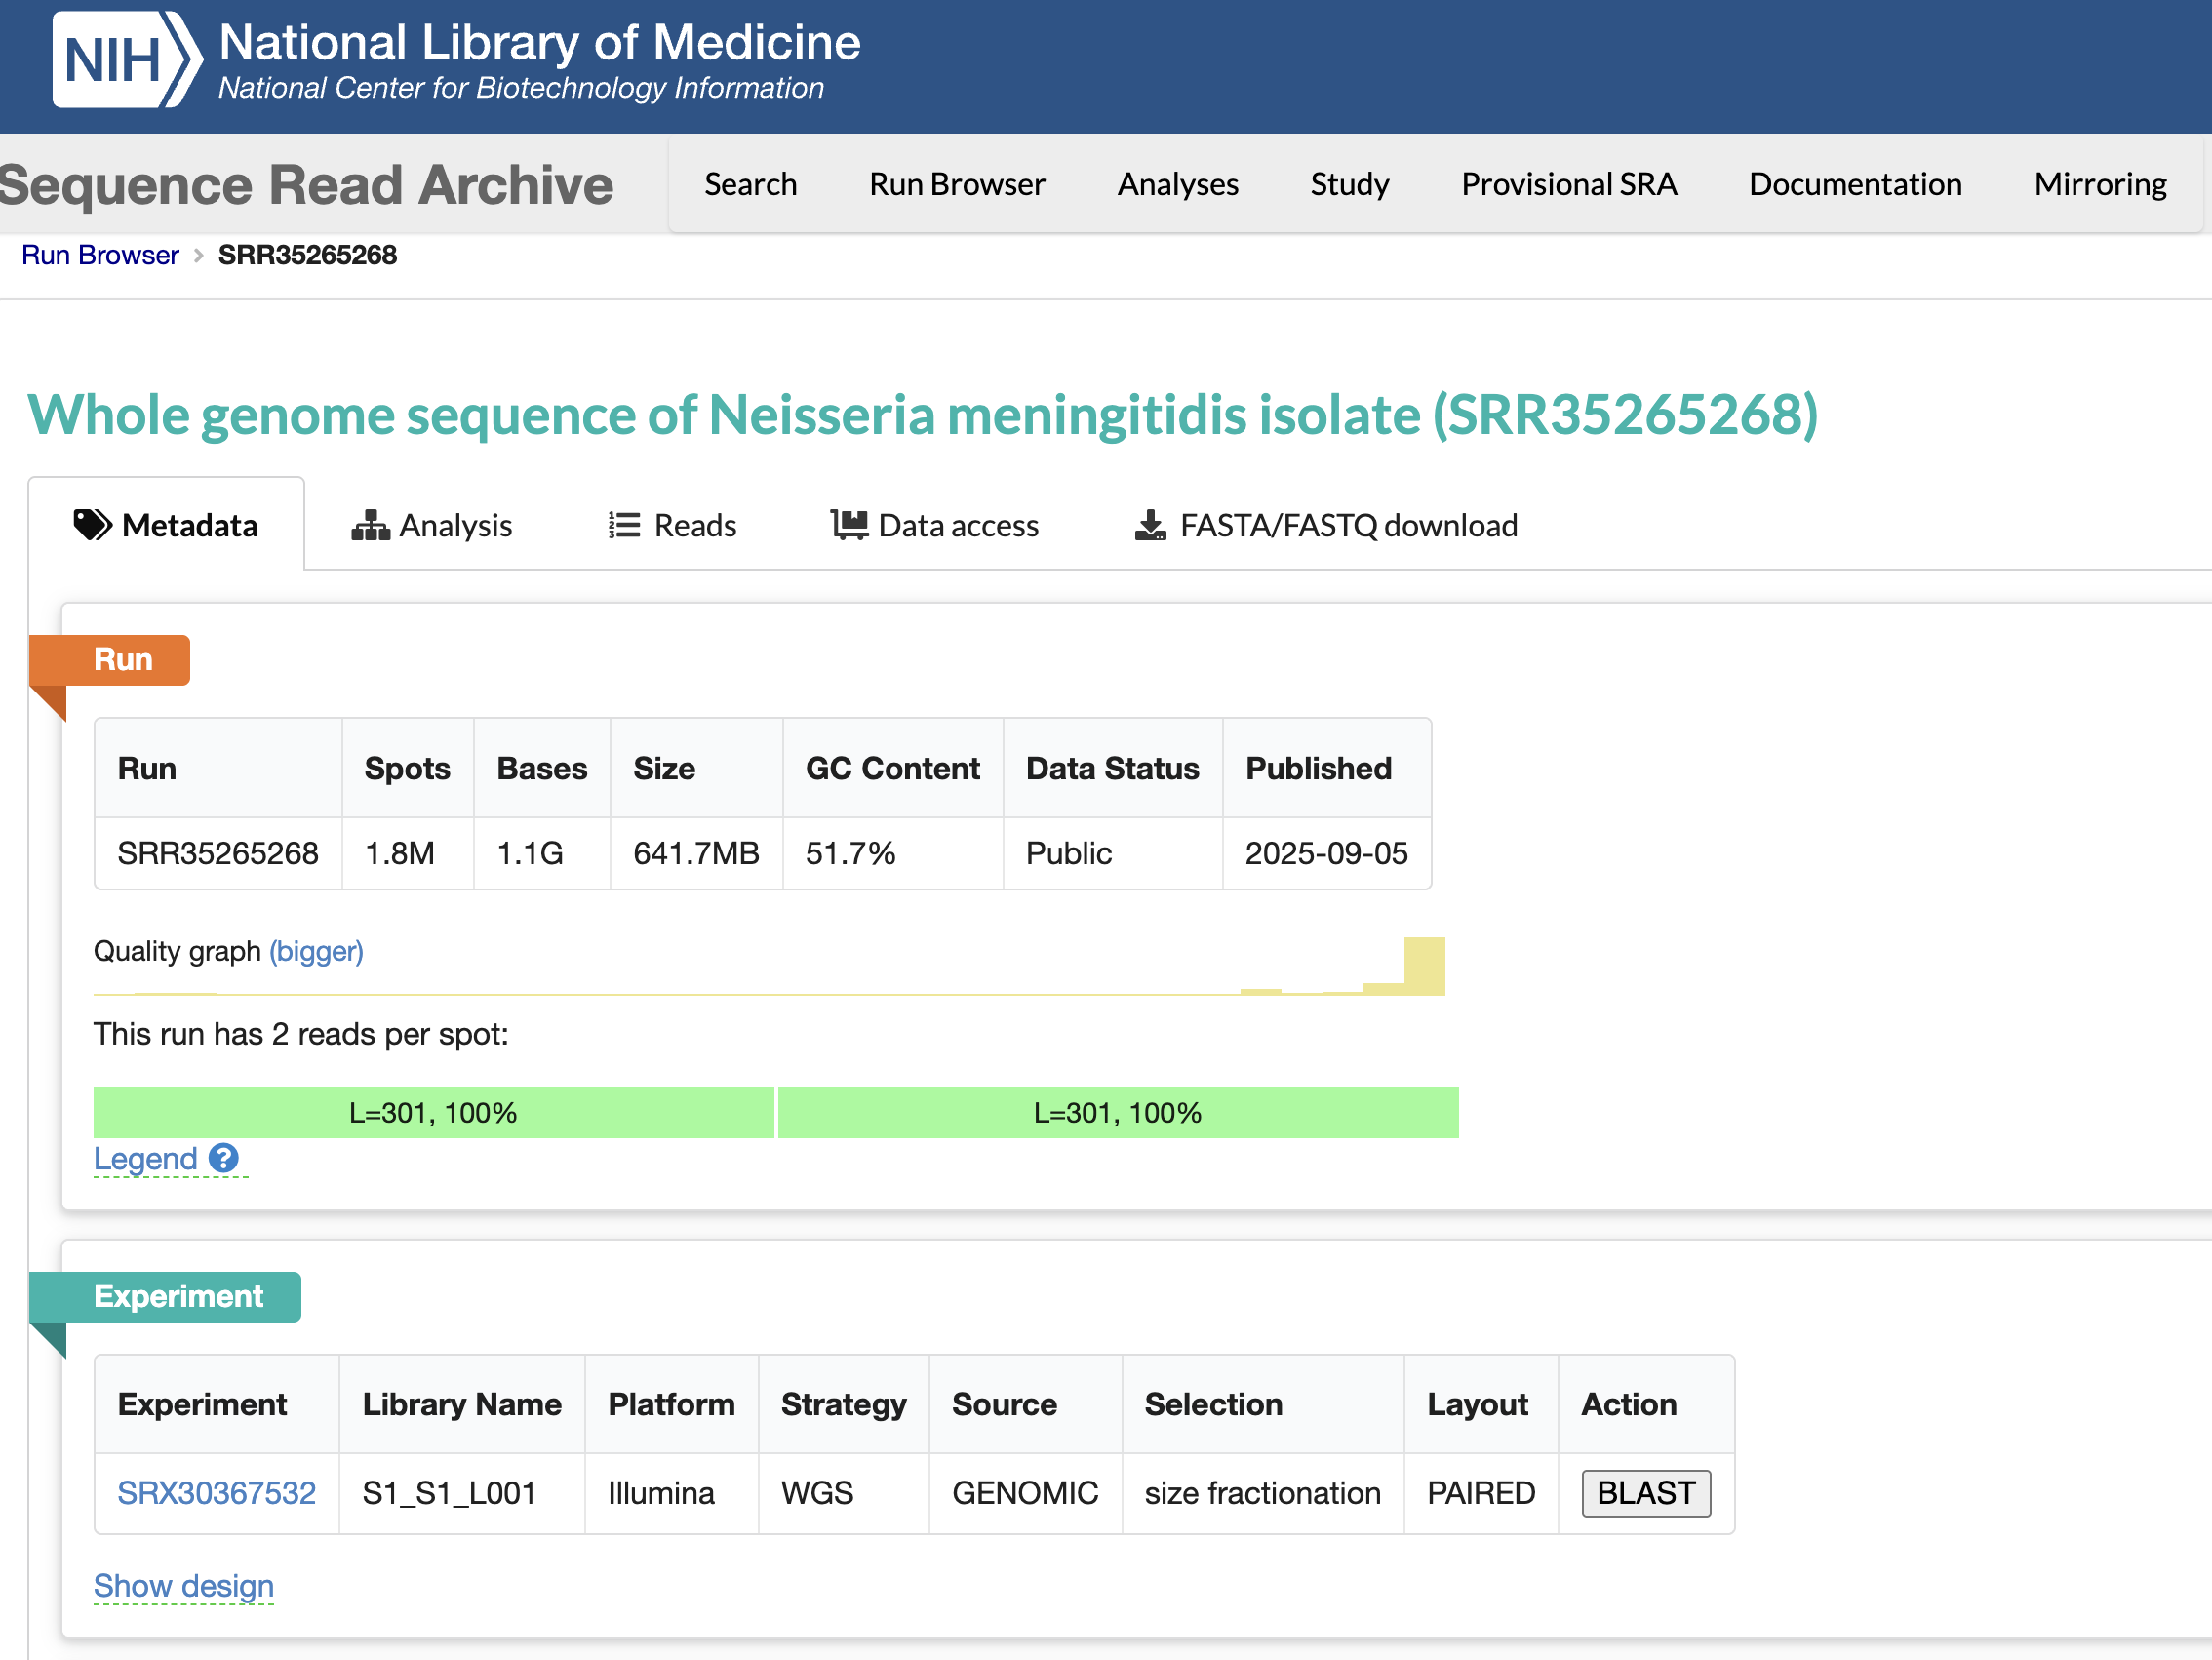 NIH National Library of Medicine
National Center for Biotechnology Information
Sequence Read Archive Search Run Browser Analyses Study Provisional SRA Documentation Mirroring
Run Browser > SRR35265268
Whole genome sequence of Neisseria meningitidis isolate (SRR35265268)
Metadata Analysis Reads Data access FASTA/FASTQ download
Run
Run Spots Bases Size GC Content Data Status Published
SRR35265268 1.8M 1.1G 641.7MB 51.7% Public 2025-09-05
Quality graph (bigger)
This run has 2 reads per spot:
L=301, 100% L=301, 100%
Legend ?
Experiment
Experiment Library Name Platform Strategy Source Selection Layout Action
SRX30367532 S1_S1_L001 Illumina WGS GENOMIC size fractionation PAIRED BLAST
Show design